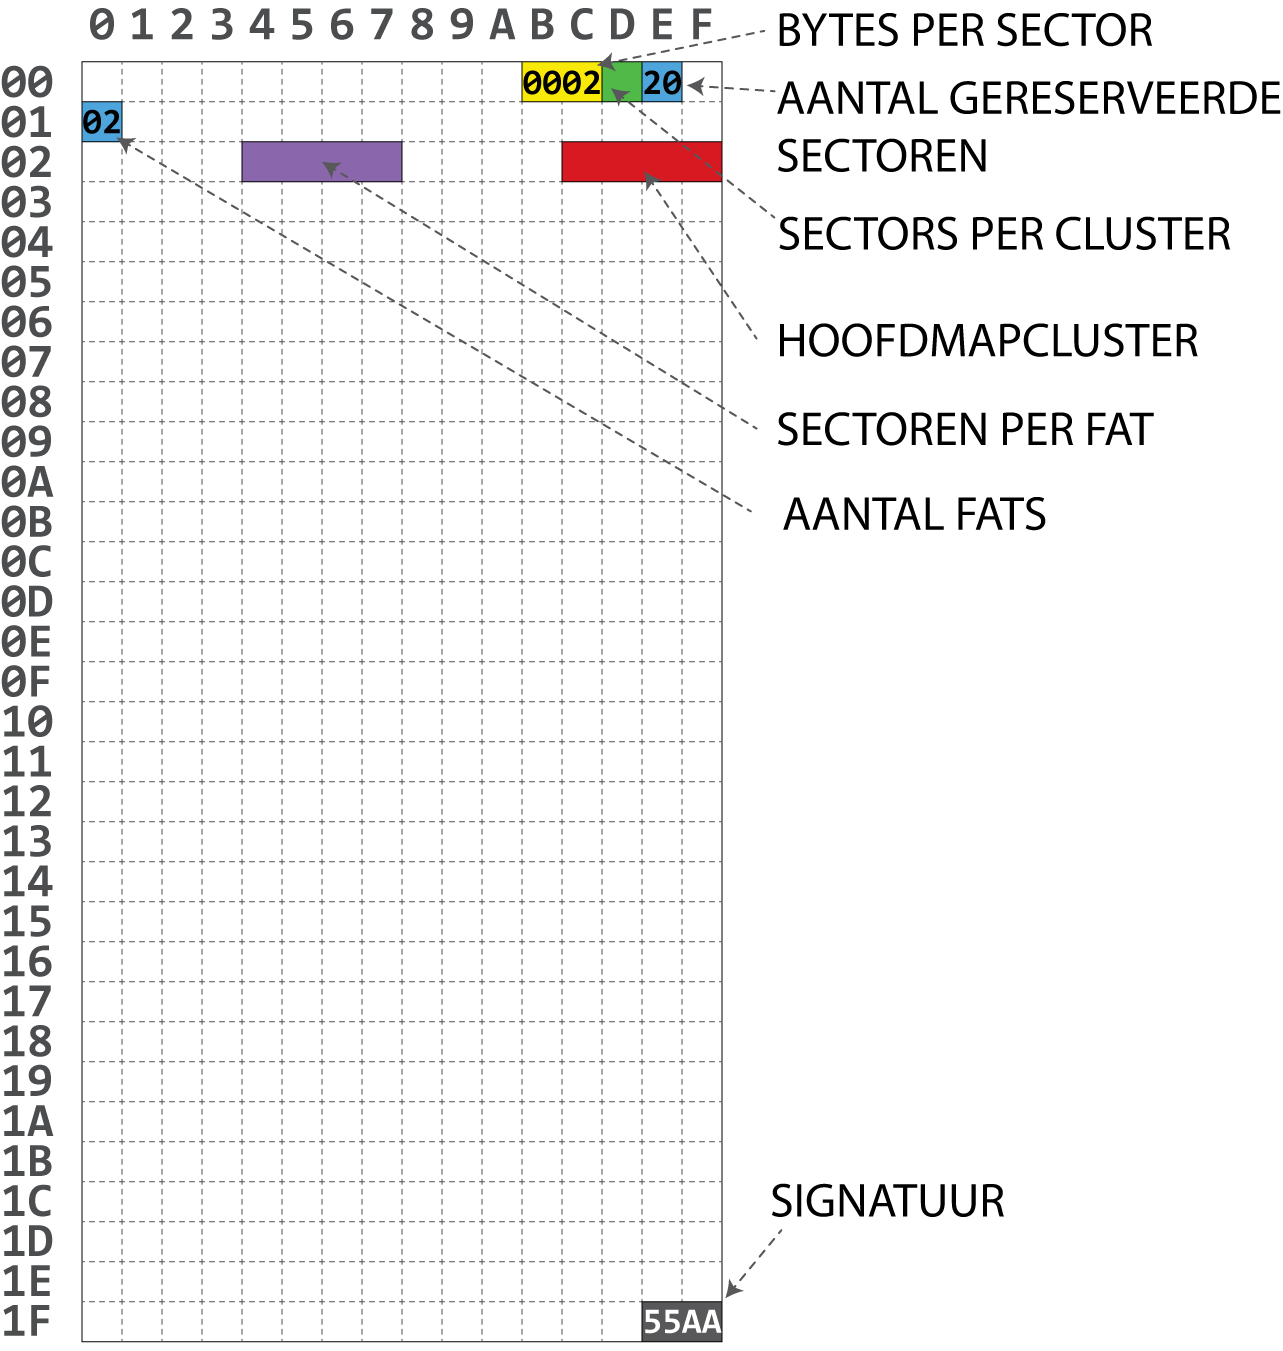 0 1 2 3 4 5 6 7 8 9 A B C D E F
BYTES PER SECTOR
00 0002 20
AANTAL GERESERVEERDE
SECTOREN
01 02
02
03
SECTORS PER CLUSTER
04
05
06
HOOFDMAPCLUSTER
07
08
09
SECTOREN PER FAT
0A
0B
AANTAL FATS
0C
0D
0E
0F
10
11
12
13
14
15
16
17
18
19
1A
1B
1C
SIGNATUUR
1D
1E
1F 55AA